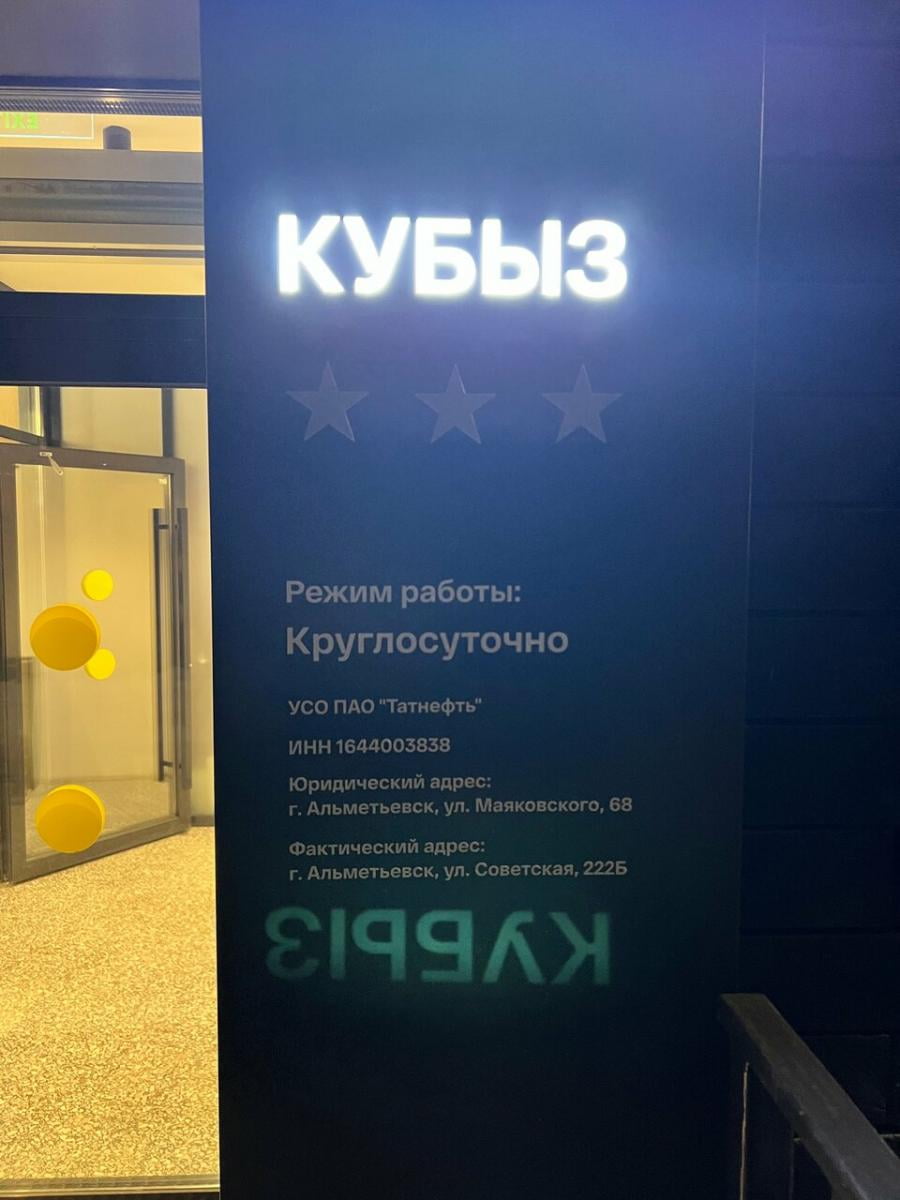 КУБЫЗ
Режим работы:
Круглосуточно
УСО ПАО "Татнефть"
ИНН 1644003838
Юридический адрес:
г. Альметьевск, ул. Маяковского, 68
Фактический адрес:
г. Альметьевск, ул. Советская, 222Б